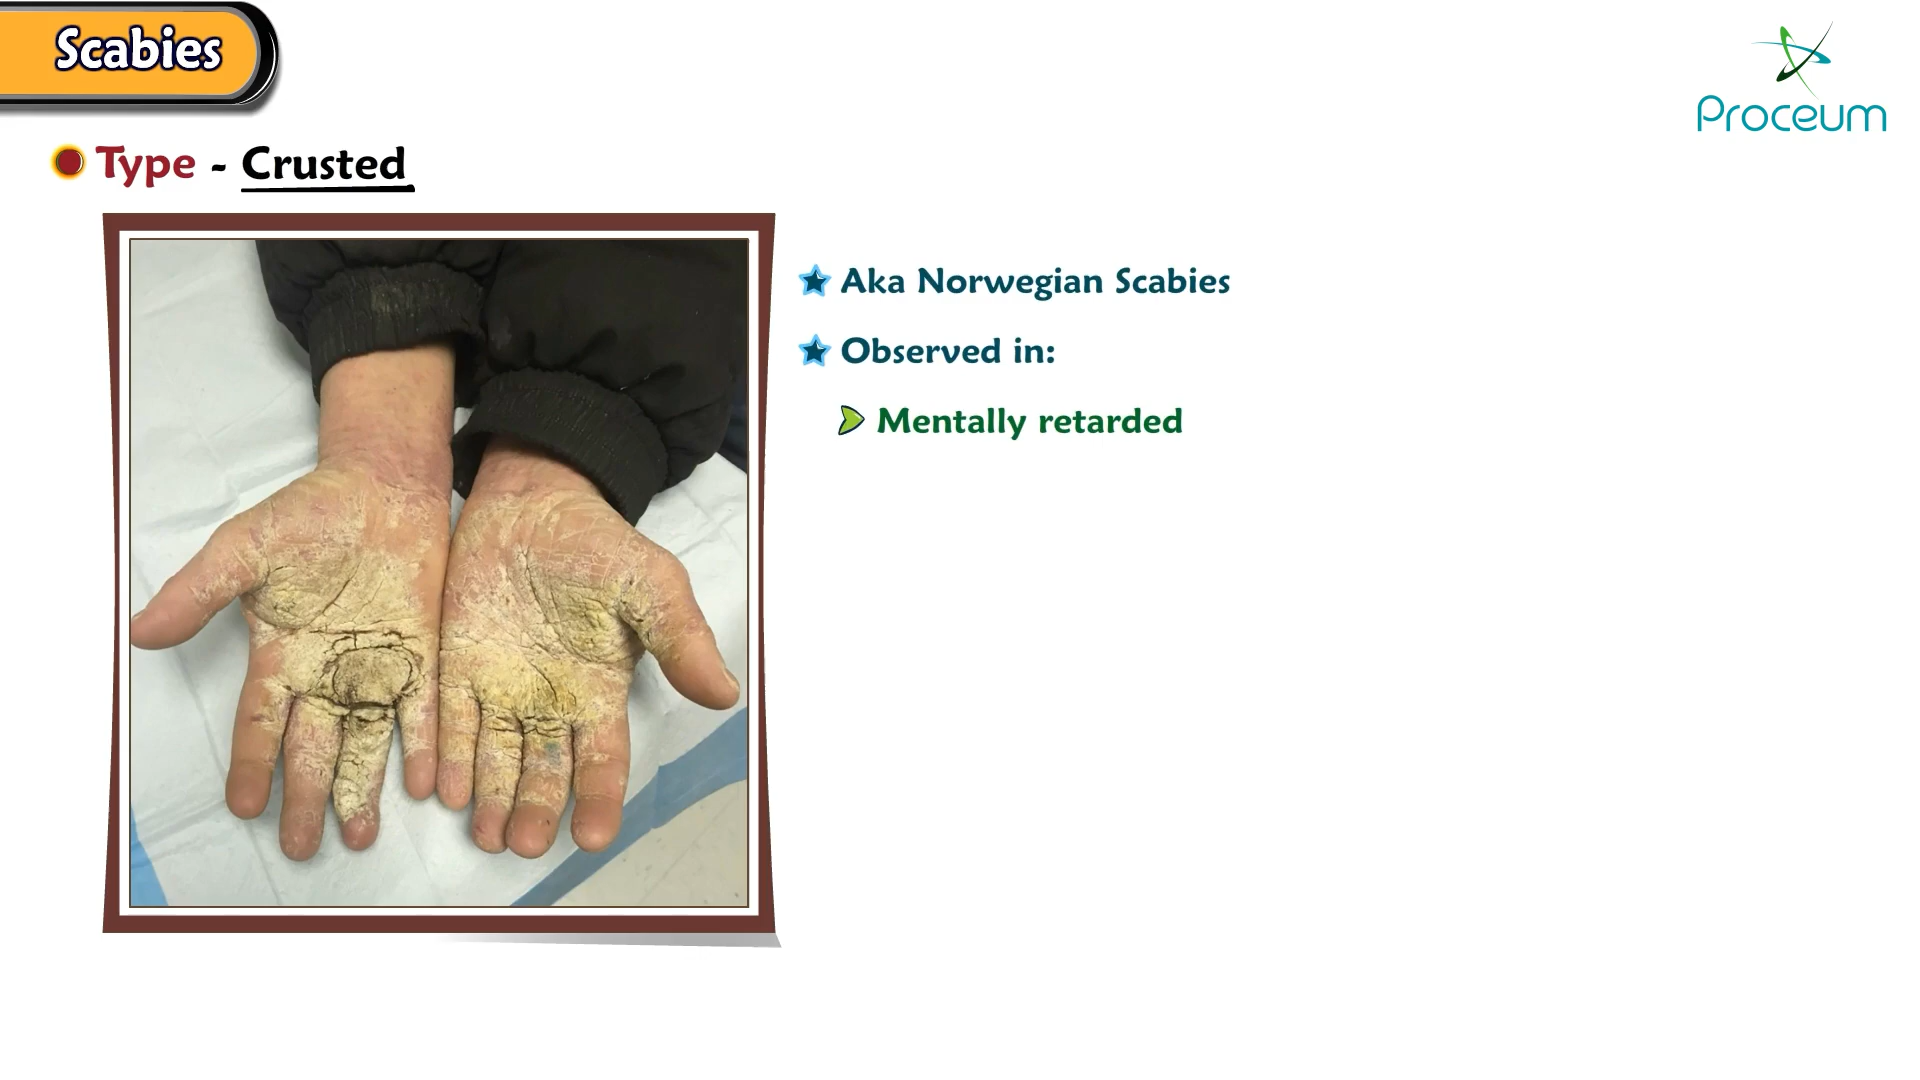 Scabies
Proceum
Type - Crusted
Aka Norwegian Scabies
Observed in:
Mentally retarded